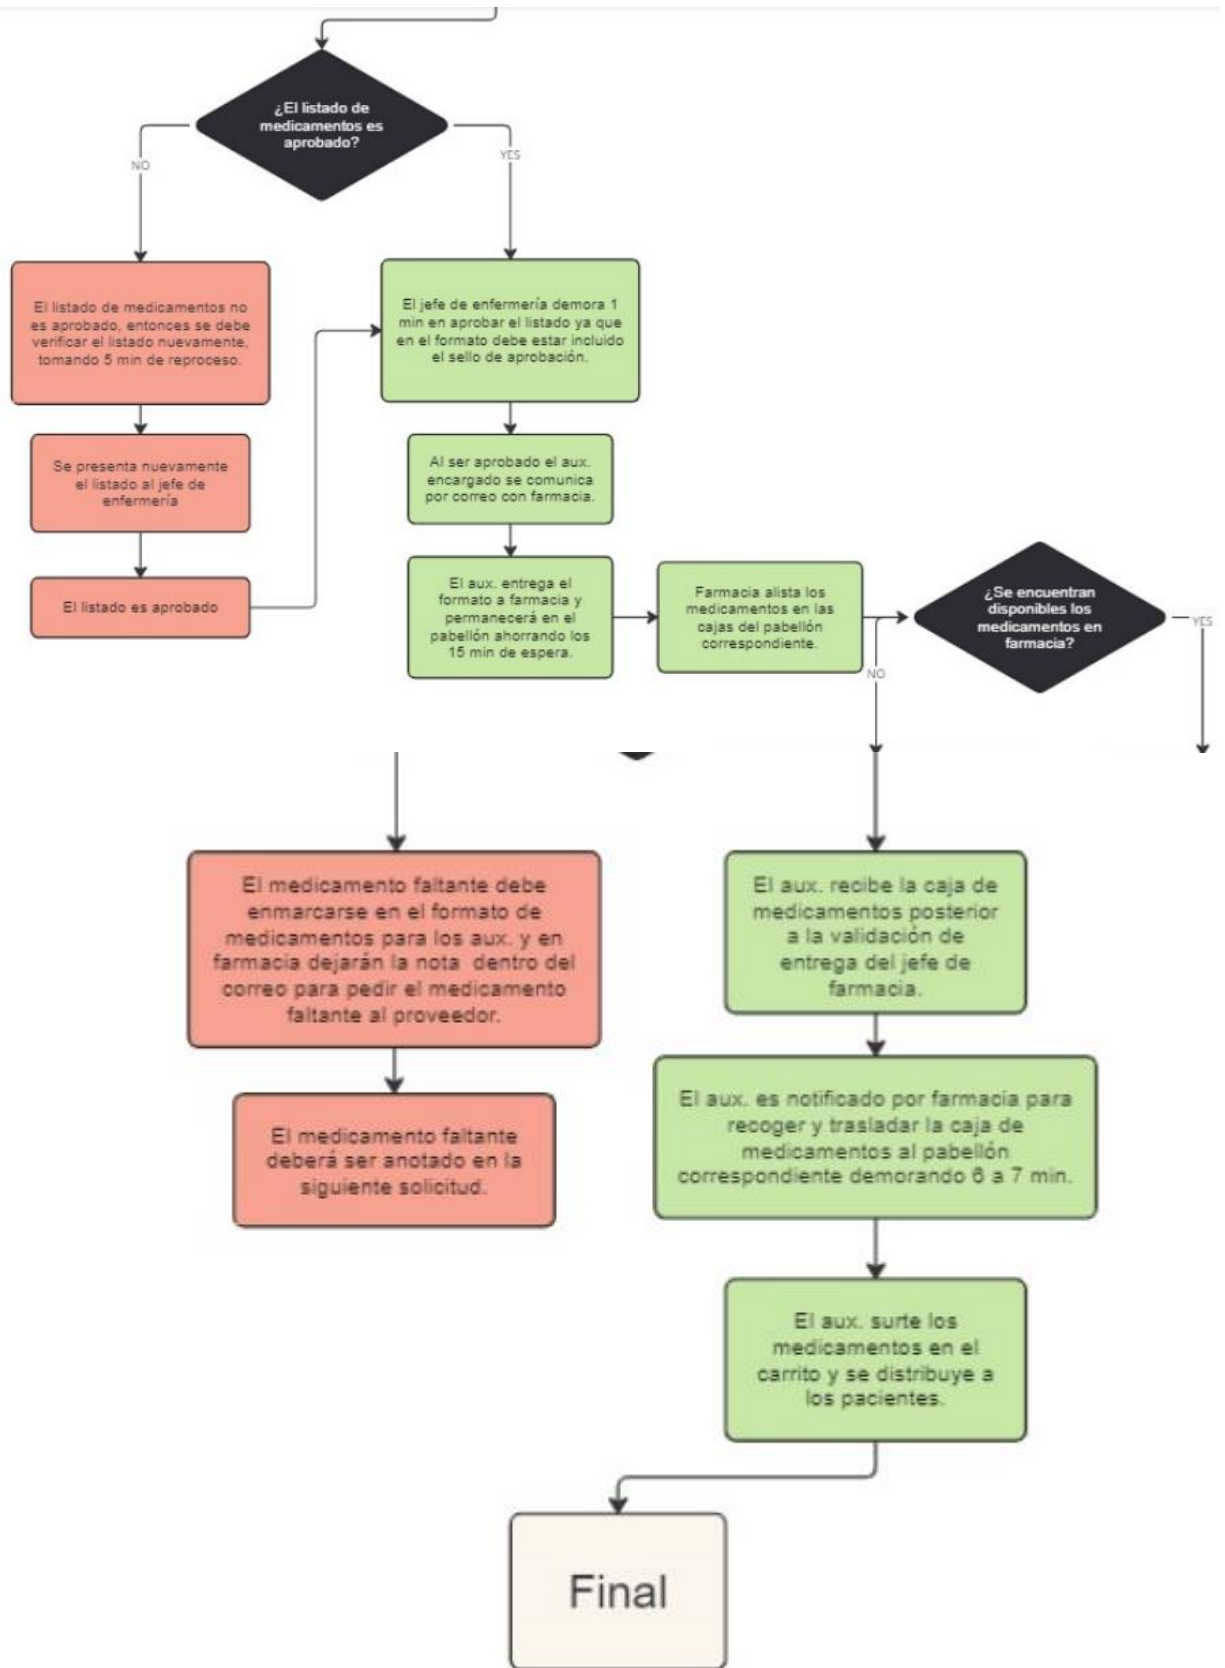 ¿El listado de
medicamentos es
aprobado?
NO
YES
El listado de medicamentos no
es aprobado, entonces se debe
verificar el listado nuevamente,
tomando 5 min de reproceso.
El jefe de enfermería demora 1
min en aprobar el listado ya que
en el formato debe estar incluido
el sello de aprobación.
Se presenta nuevamente
el listado al jefe de
enfermería
Al ser aprobado el aux.
encargado se comunica
por correo con farmacia.
El listado es aprobado
El aux. entrega el
formato a farmacia y
permanecerá en el
pabellón ahorrando los
15 min de espera.
Farmacia alista los
medicamentos en las
cajas del pabellón
correspondiente.
¿Se encuentran
disponibles los
medicamentos en
farmacia?
YES
NO
El medicamento faltante debe
enmarcarse en el formato de
medicamentos para los aux. y en
farmacia dejarán la nota dentro del
correo para pedir el medicamento
faltante al proveedor.
El aux. recibe la caja de
medicamentos posterior
a la validación de
entrega del jefe de
farmacia.
El medicamento faltante
deberá ser anotado en la
siguiente solicitud.
El aux. es notificado por farmacia para
recoger y trasladar la caja de
medicamentos al pabellón
correspondiente demorando 6 a 7 min.
El aux. surte los
medicamentos en el
carrito y se distribuye a
los pacientes.
Final